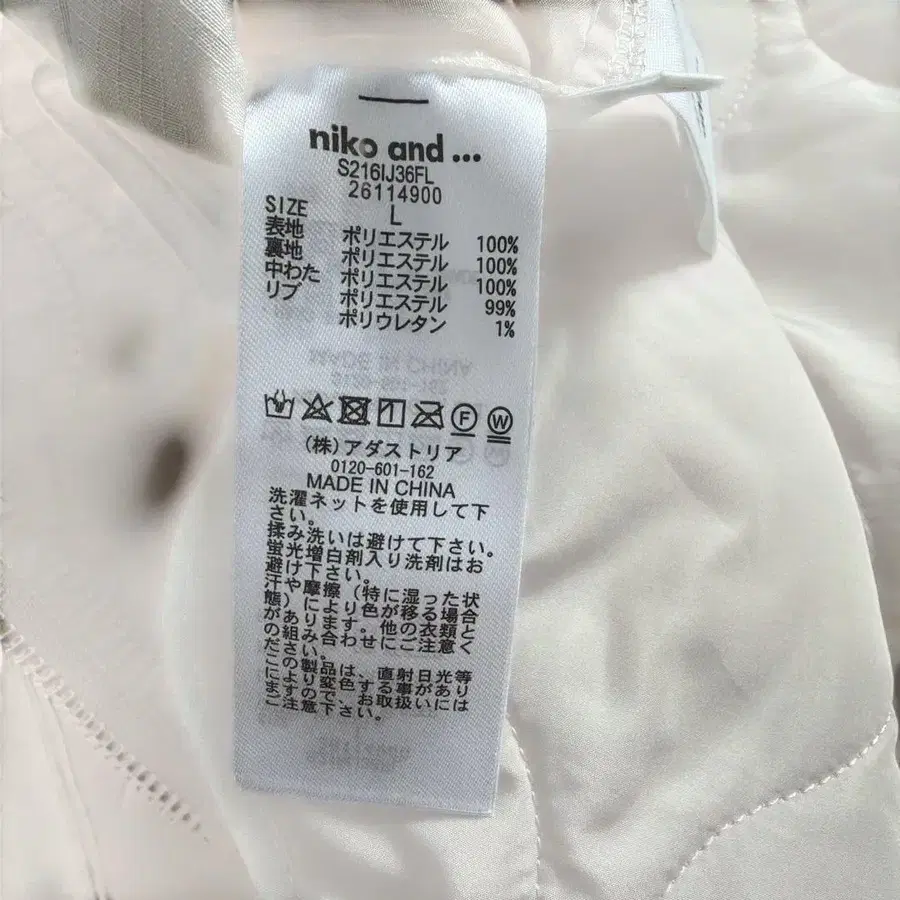 niko and ...
S216IJ36FL
26114900
SIZE L
表地 ポリエステル 100%
裏地 ポリエステル 100%
中わた ポリエステル 100%
リブ ポリエステル 99%
ポリウレタン 1%
F W
(株)アダストリア
0120-601-162
MADE IN CHINA
洗濯ネットを使用して下
さい。
揉み洗いは避けて下さい。
蛍光増白剤入り洗剤はお
避け下さい。
汗や摩擦(特に湿った状
態)により色が移る場合
があります。他の衣類と
の組み合わせにご注意く
ださい。
この製品は、直射日光等
により変色する事があり
ますので、お取扱いには
ご注意下さい。